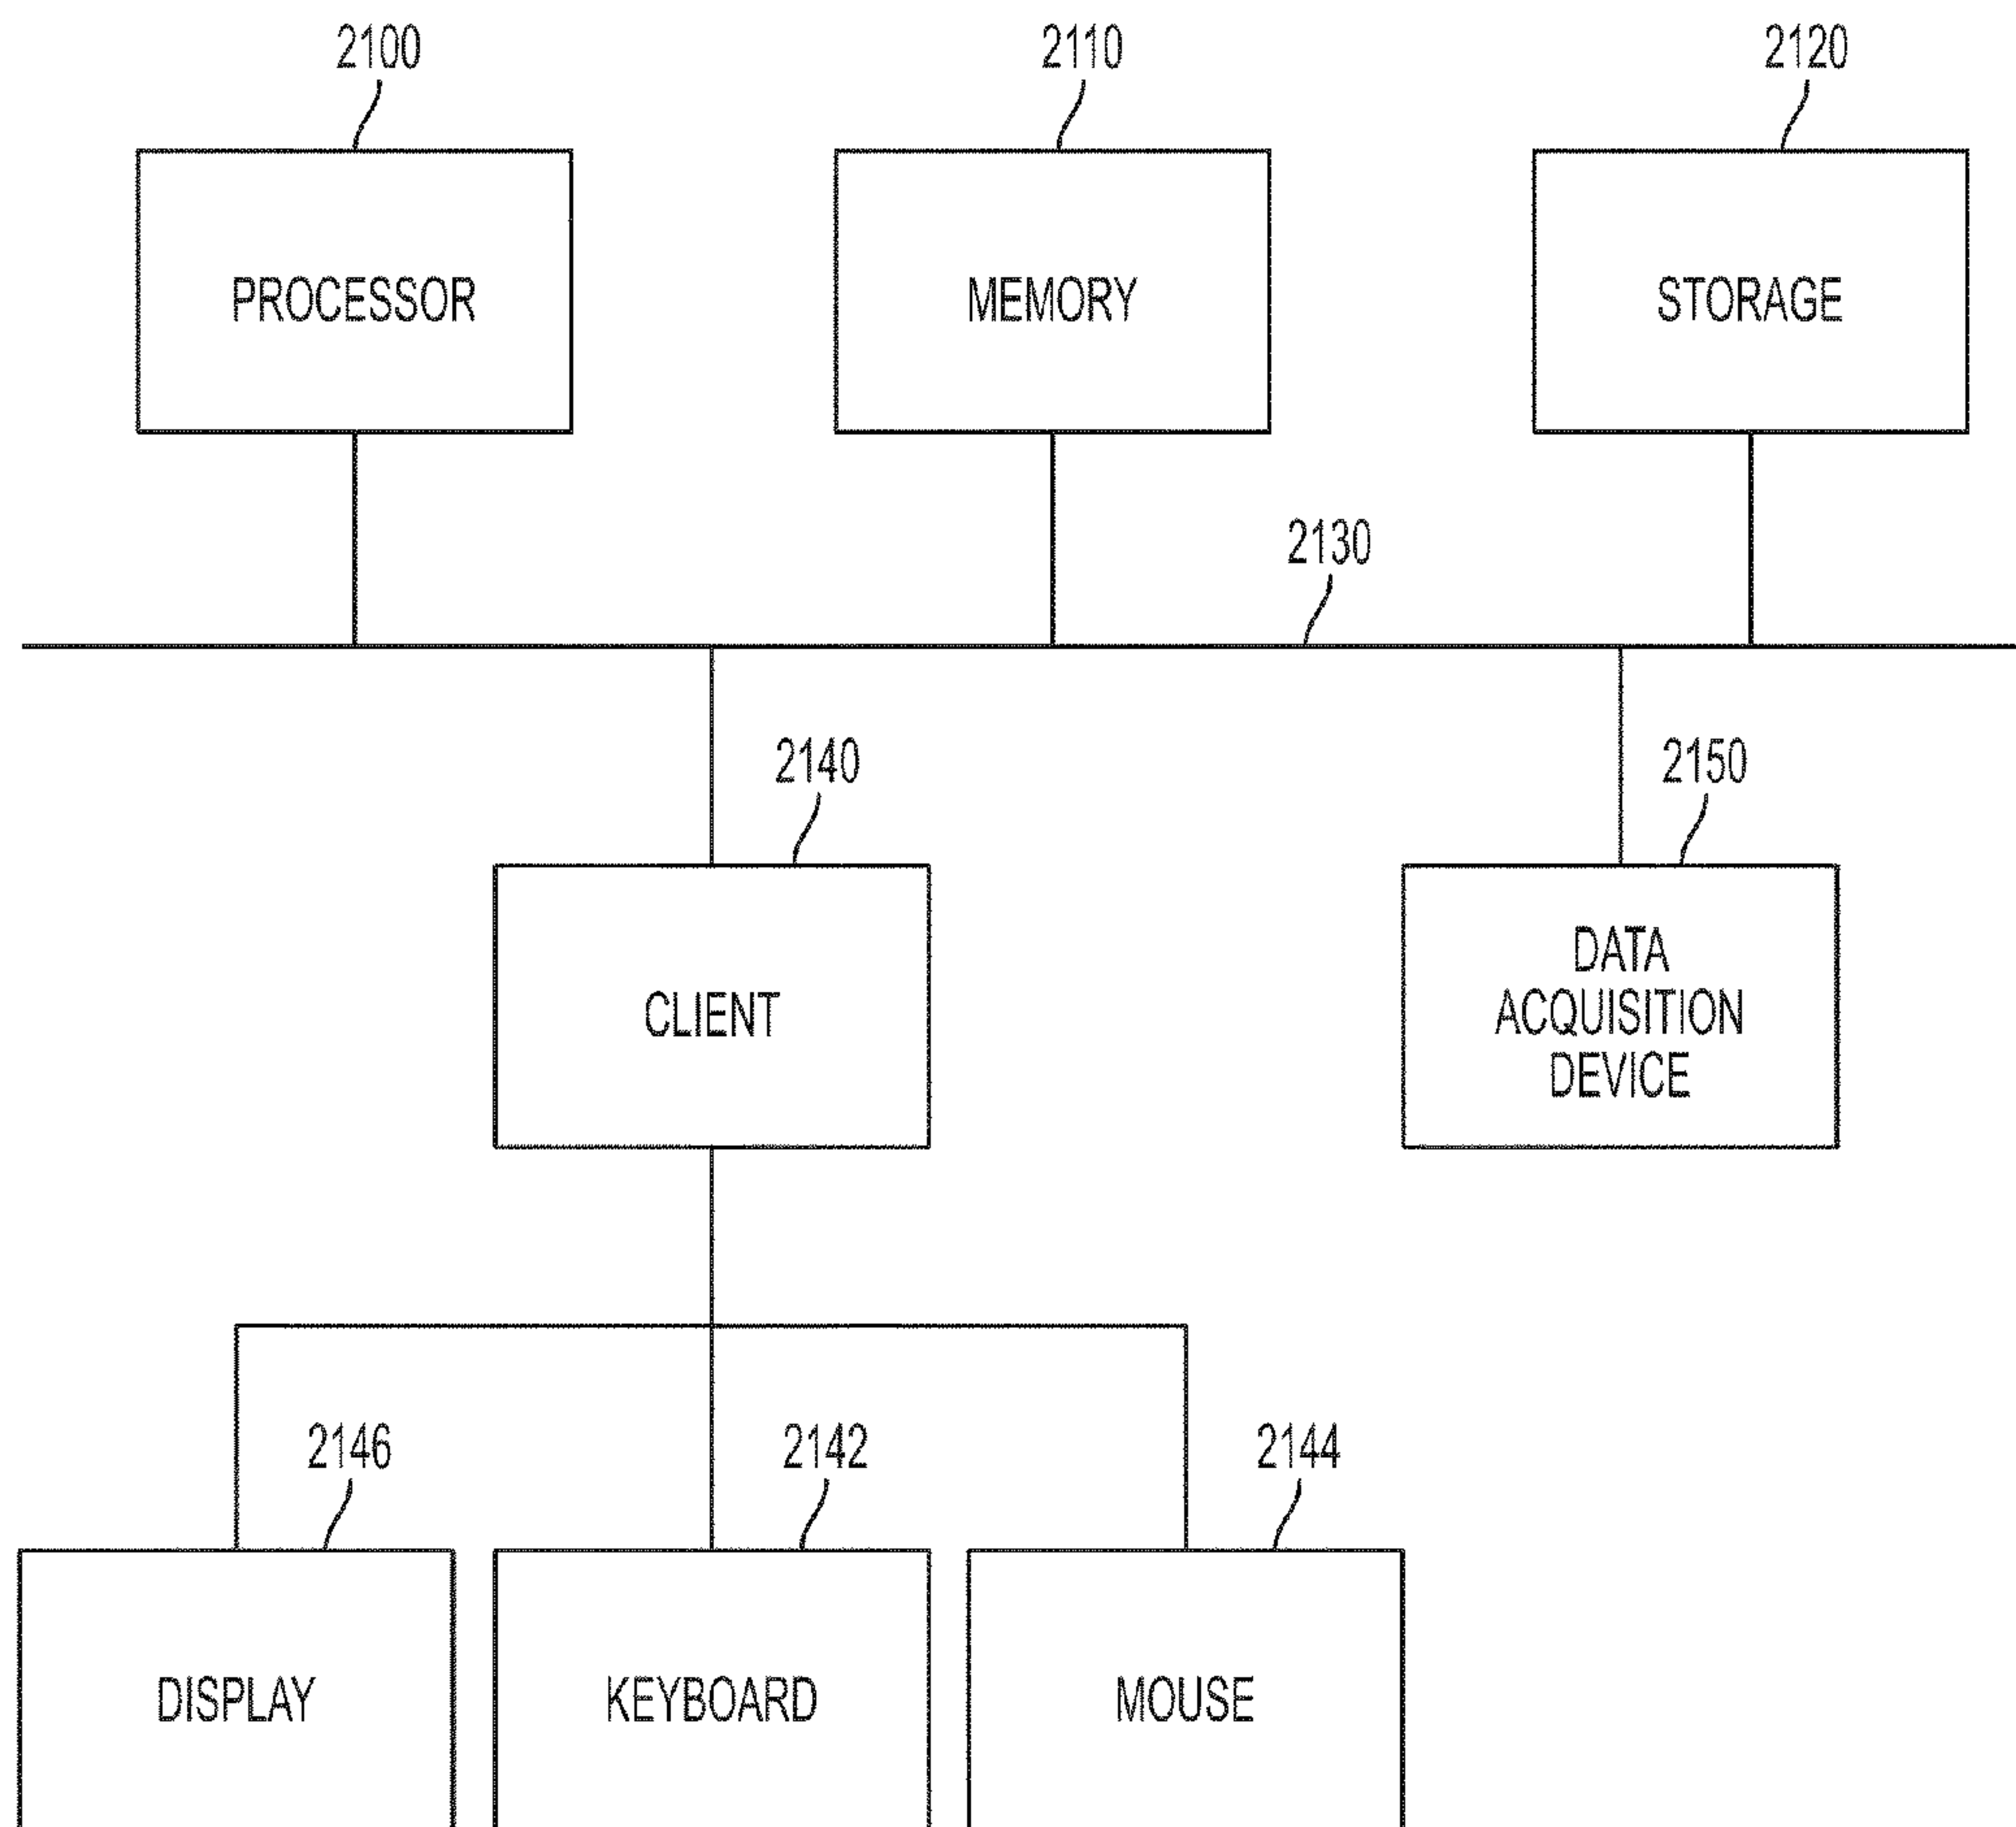 2100
2110
2120
PROCESSOR
MEMORY
STORAGE
2130
2140
2150
CLIENT
DATA
ACQUISITION
DEVICE
2146
2142
2144
DISPLAY
KEYBOARD
MOUSE